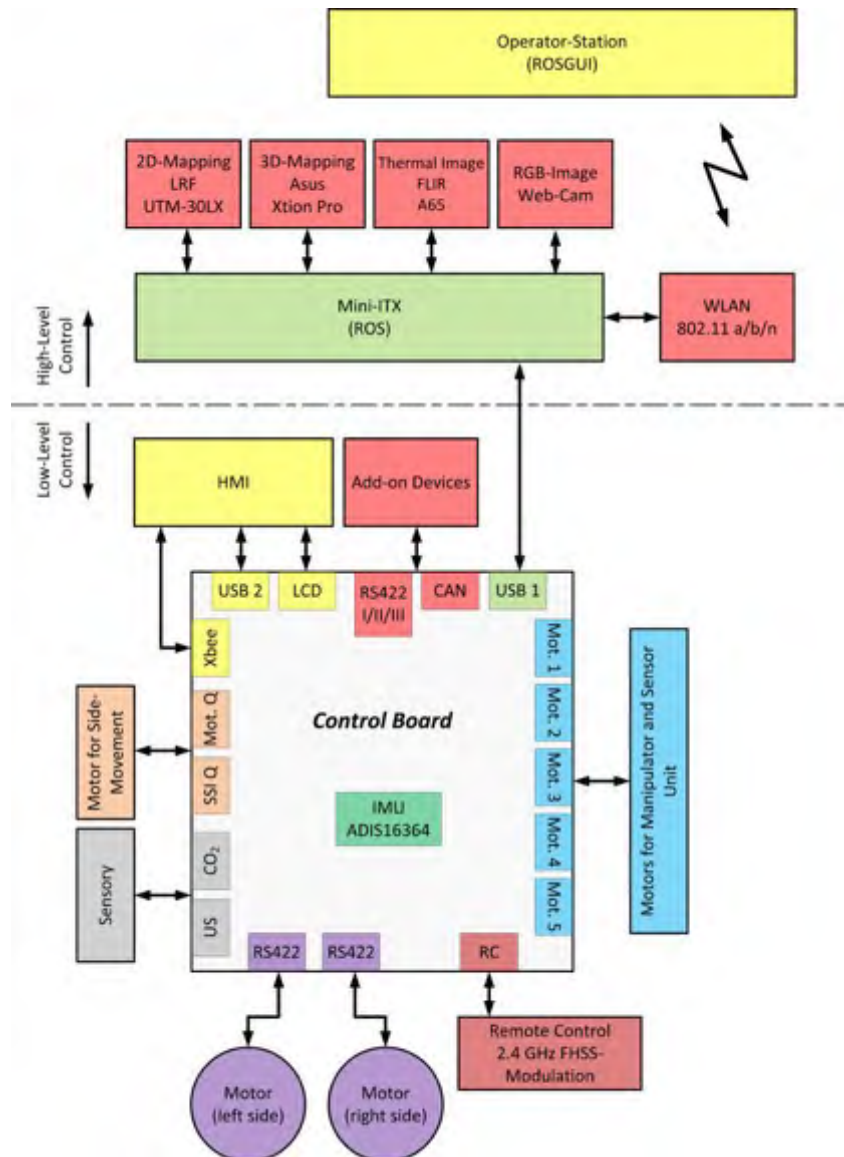 Operator-Station
(ROSGUI)
2D-Mapping
LRF
UTM-30LX
3D-Mapping
Asus
Xtion Pro
Thermal Image
FLIR
A65
RGB-Image
Web-Cam
Mini-ITX
(ROS)
WLAN
802.11 a/b/n
High-Level
Control
Low-Level
Control
HMI
Add-on Devices
USB 2
LCD
RS422
I/II/III
CAN
USB 1
Xbee
Mot. Q
SSI Q
CO₂
US
Motor for Side-
Movement
Sensory
Control Board
IMU
ADIS16364
Mot. 1
Mot. 2
Mot. 3
Mot. 4
Mot. 5
Motors for Manipulator and Sensor
Unit
RS422
RS422
RC
Motor
(left side)
Motor
(right side)
Remote Control
2.4 GHz FHSS-
Modulation